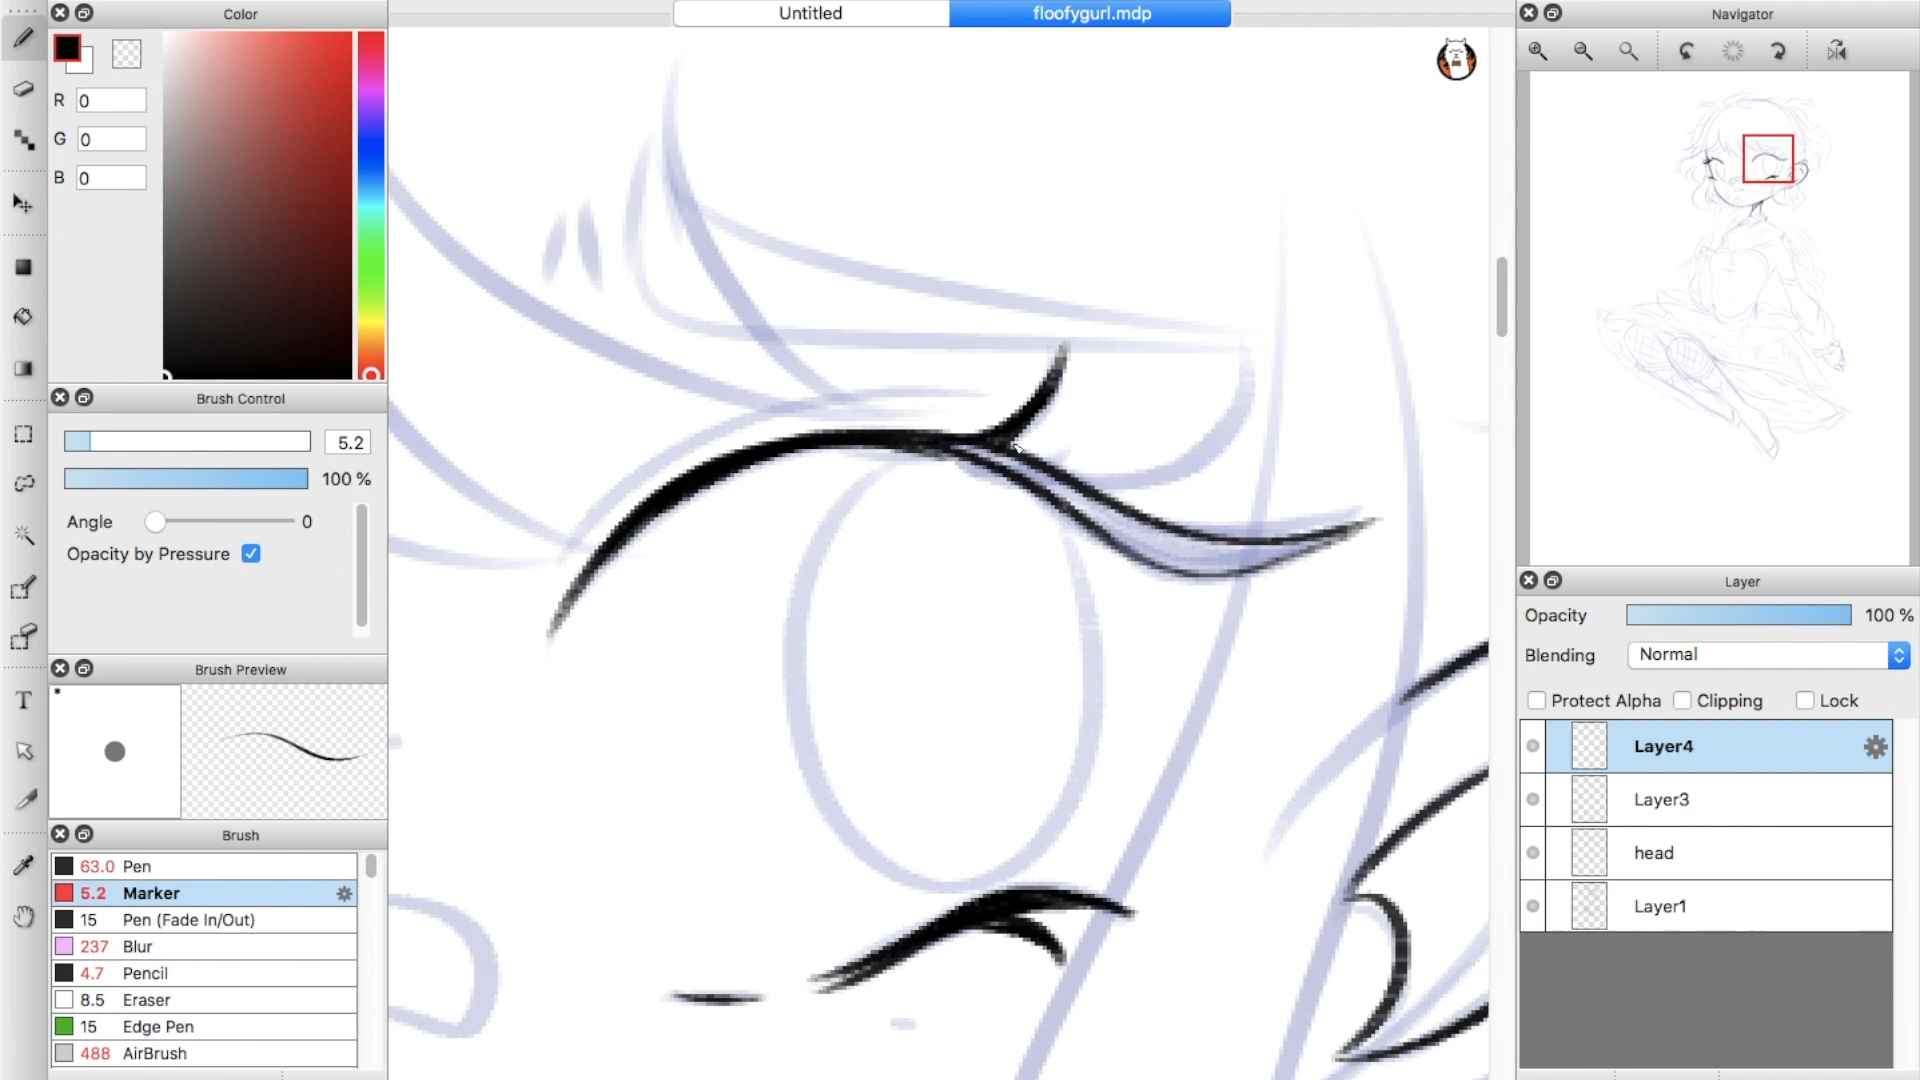 Untitled
floofygurl.mdp
Color
R 0
G 0
B 0
Brush Control
5.2
100 %
Angle 0
Opacity by Pressure
Brush Preview
*
Brush
63.0 Pen
5.2 Marker
15 Pen (Fade In/Out)
237 Blur
4.7 Pencil
8.5 Eraser
15 Edge Pen
488 AirBrush
T
Navigator
Layer
Opacity 100 %
Blending Normal
Protect Alpha Clipping Lock
Layer4
Layer3
head
Layer1